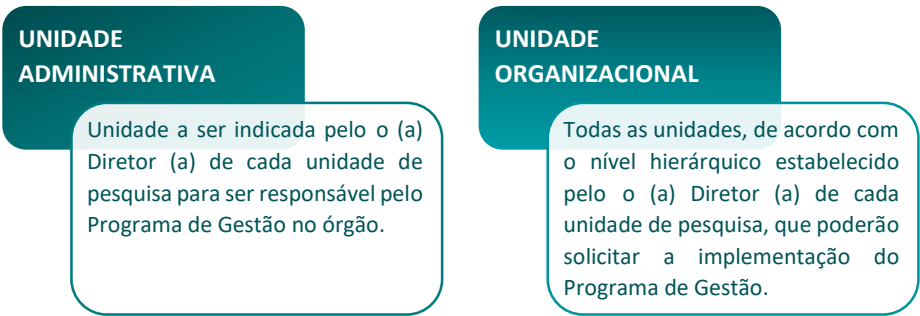 UNIDADE
ADMINISTRATIVA
Unidade a ser indicada pelo o (a)
Diretor (a) de cada unidade de
pesquisa para ser responsável pelo
Programa de Gestão no órgão.
UNIDADE
ORGANIZACIONAL
Todas as unidades, de acordo com
o nível hierárquico estabelecido
pelo o (a) Diretor (a) de cada
unidade de pesquisa, que poderão
solicitar a implementação do
Programa de Gestão.